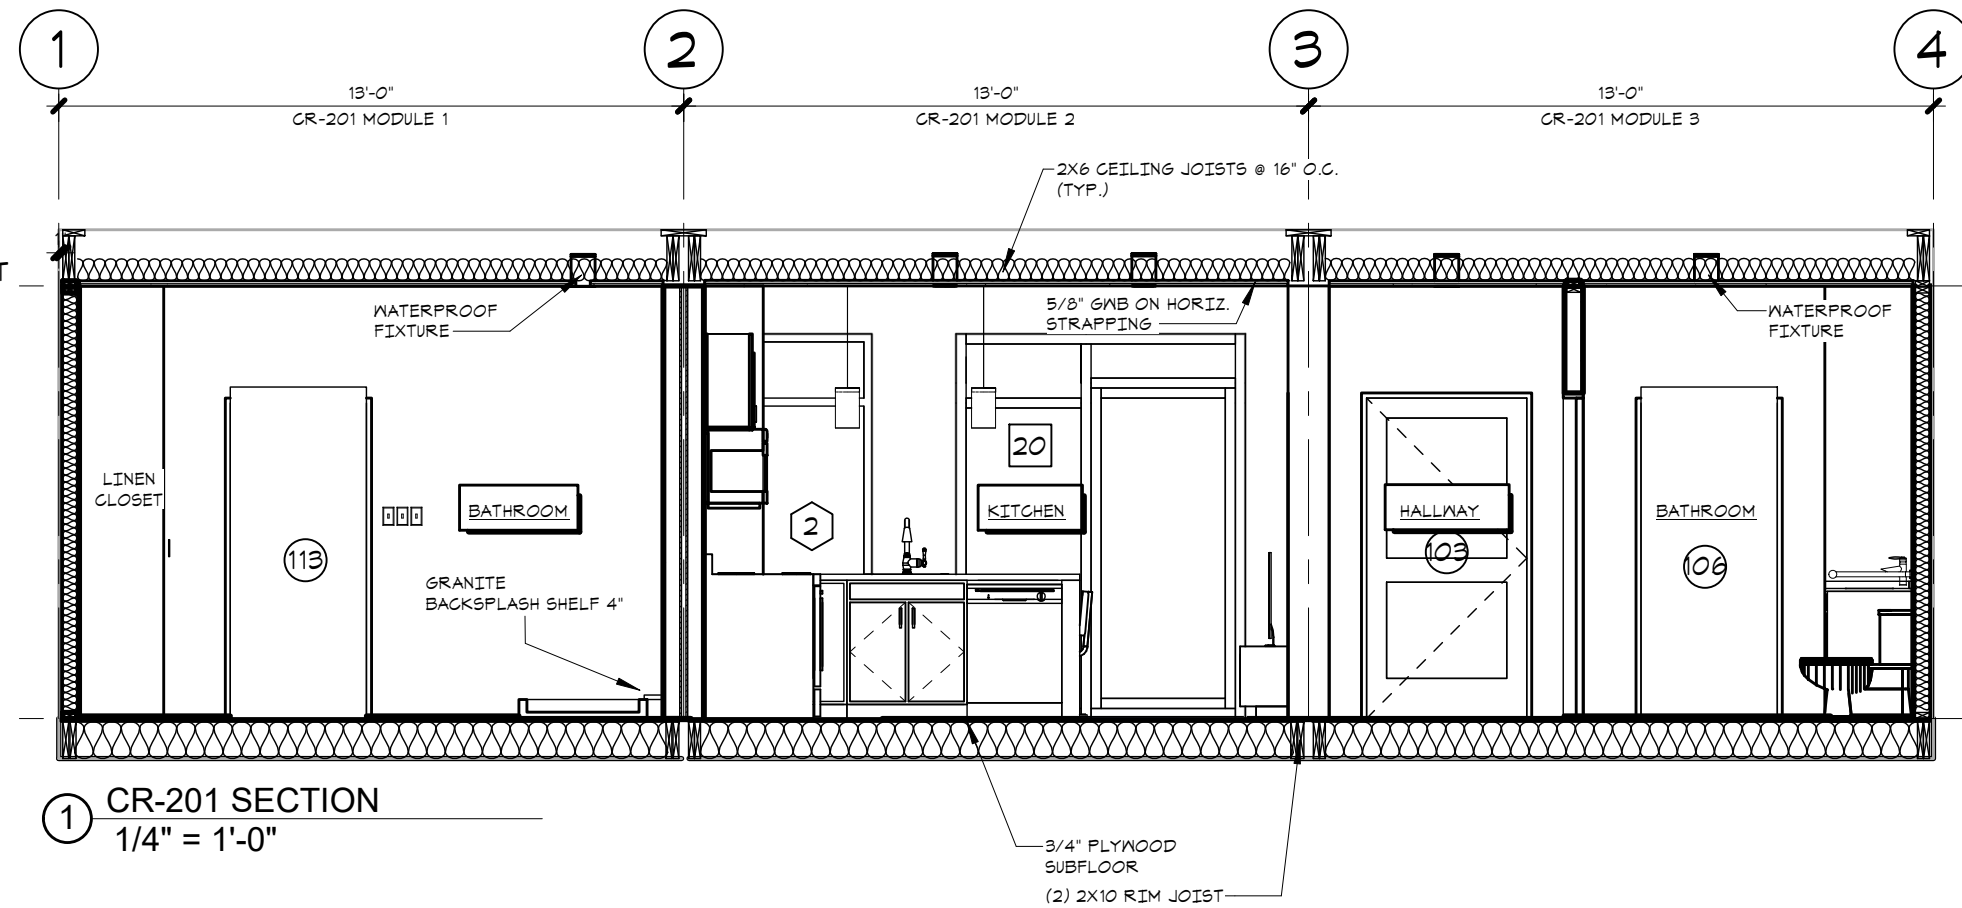 1
2
3
4
13'-0"
13'-0"
13'-0"
CR-201 MODULE 1
CR-201 MODULE 2
CR-201 MODULE 3
2X6 CEILING JOISTS @ 16" O.C.
(TYP.)
T
WATERPROOF
FIXTURE
5/8" GWB ON HORIZ.
STRAPPING
WATERPROOF
FIXTURE
LINEN
CLOSET
BATHROOM
113
GRANITE
BACKSPLASH SHELF 4"
20
KITCHEN
2
HALLWAY
103
BATHROOM
106
1
CR-201 SECTION
1/4" = 1'-0"
3/4" PLYWOOD
SUBFLOOR
(2) 2X10 RIM JOIST